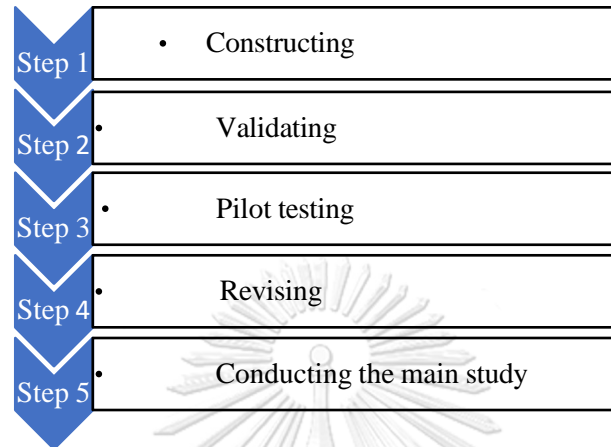 Step 1 • Constructing
Step 2 • Validating
Step 3 • Pilot testing
Step 4 • Revising
Step 5 • Conducting the main study